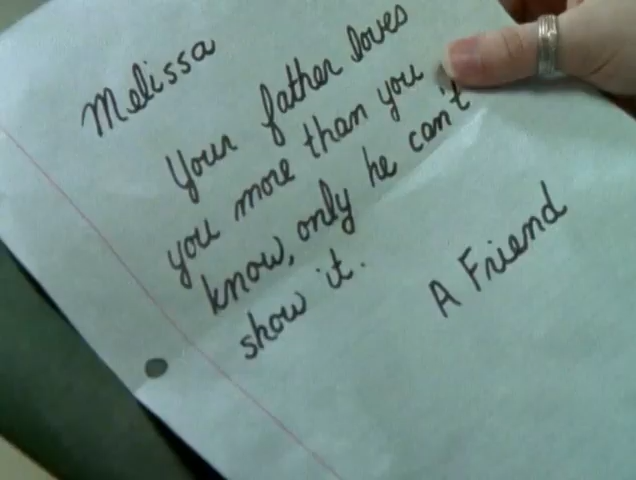 Melissa
Your father loves
you more than you
know, only he can't
show it.
A Friend